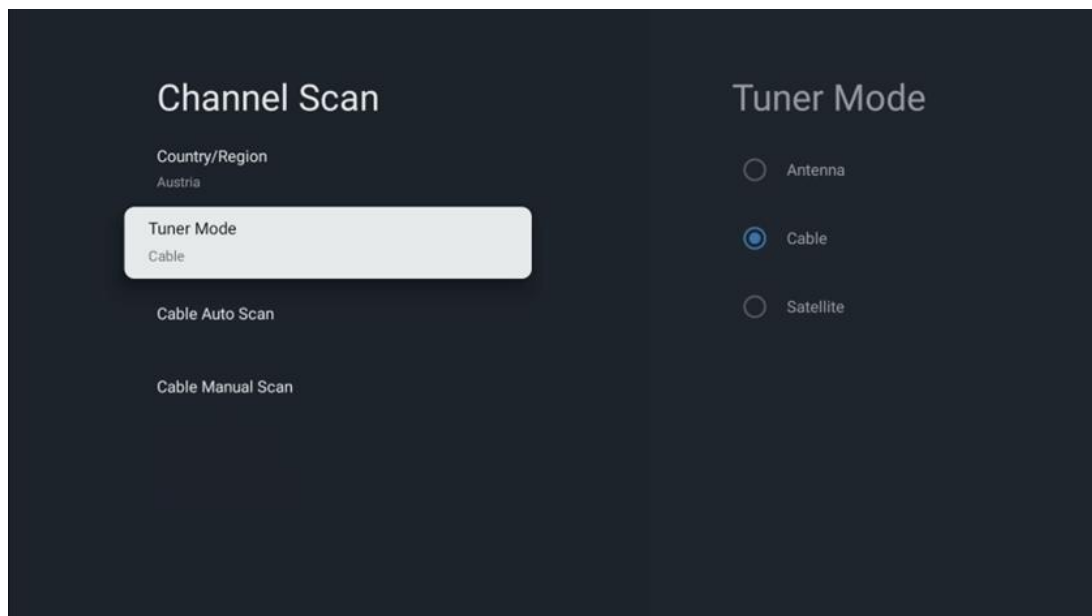 Channel Scan
Country/Region
Austria
Tuner Mode
Cable
Cable Auto Scan
Cable Manual Scan
Tuner Mode
Antenna
Cable
Satellite